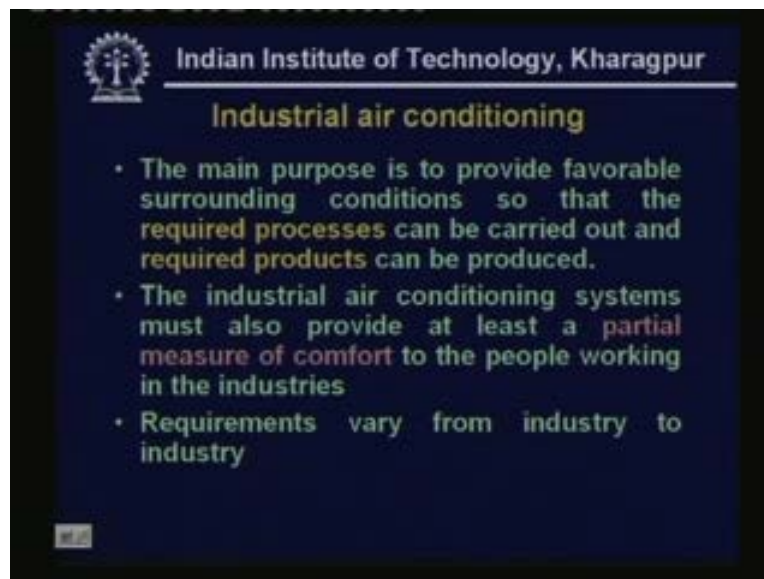 Indian Institute of Technology, Kharagpur
Industrial air conditioning
• The main purpose is to provide favorable
surrounding conditions so that the
required processes can be carried out and
required products can be produced.
• The industrial air conditioning systems
must also provide at least a partial
measure of comfort to the people working
in the industries
• Requirements vary from industry to
industry